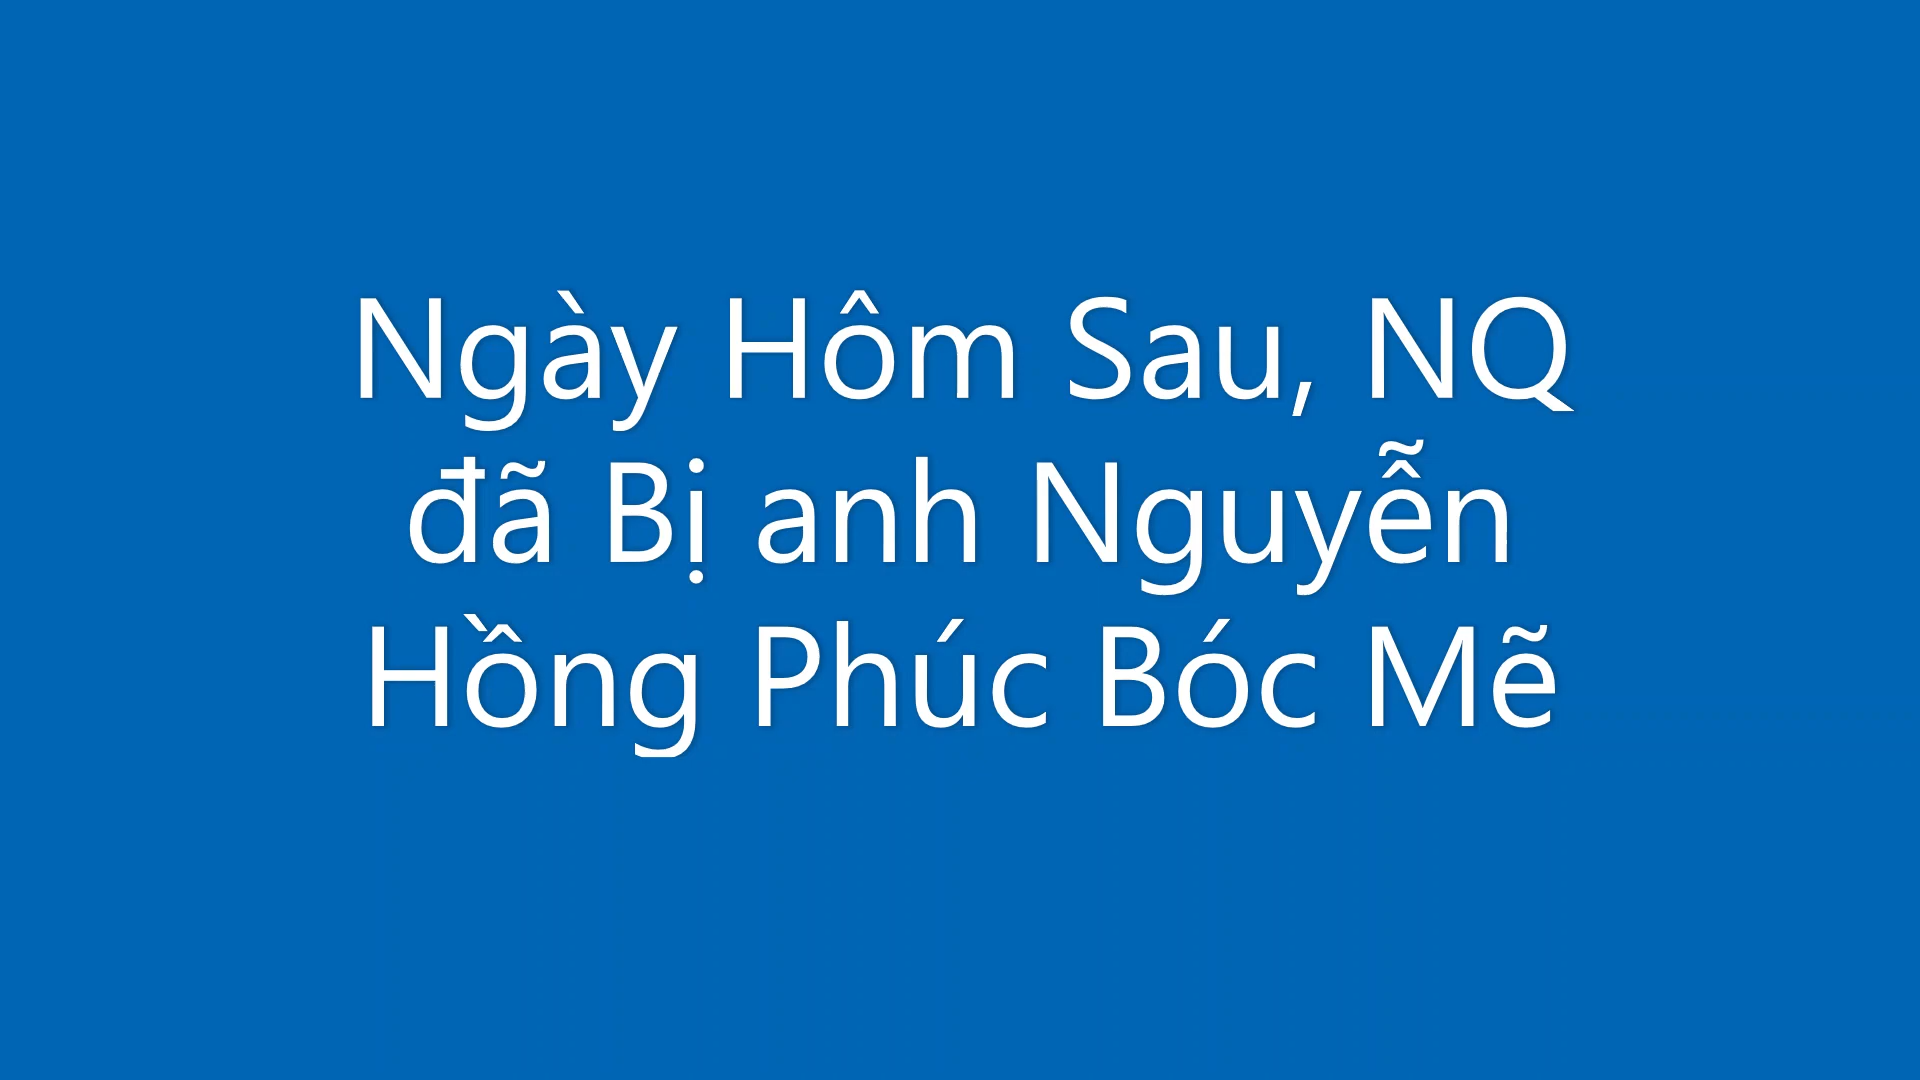 Ngày Hôm Sau, NQ
đã Bị anh Nguyễn
Hồng Phúc Bóc Mẽ